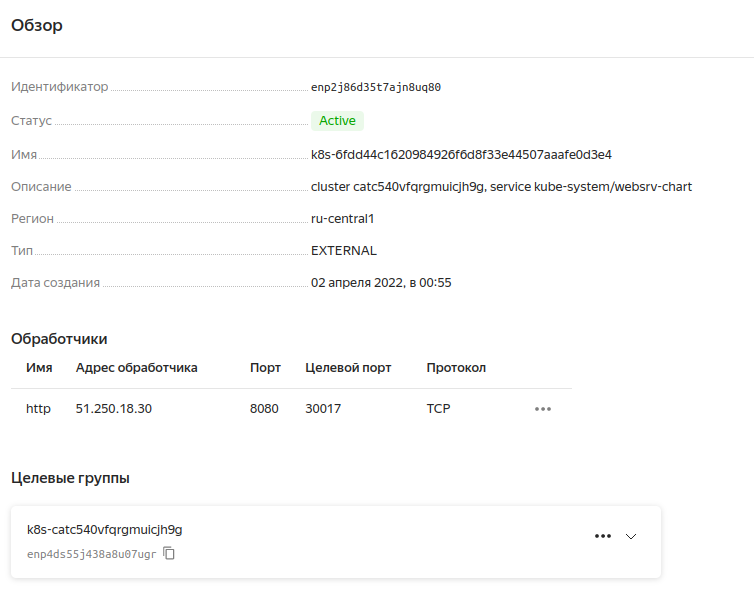 Обзор
Идентификатор enp2j86d35t7ajn8uq80
Статус Active
Имя k8s-6fdd44c1620984926f6d8f33e44507aaafe0d3e4
Описание cluster catc540vfqrgmuicjh9g, service kube-system/websrv-chart
Регион ru-central1
Тип EXTERNAL
Дата создания 02 апреля 2022, в 00:55
Обработчики
Имя Адрес обработчика Порт Целевой порт Протокол
http 51.250.18.30 8080 30017 TCP
Целевые группы
k8s-catc540vfqrgmuicjh9g
enp4ds55j438a8u07ugr